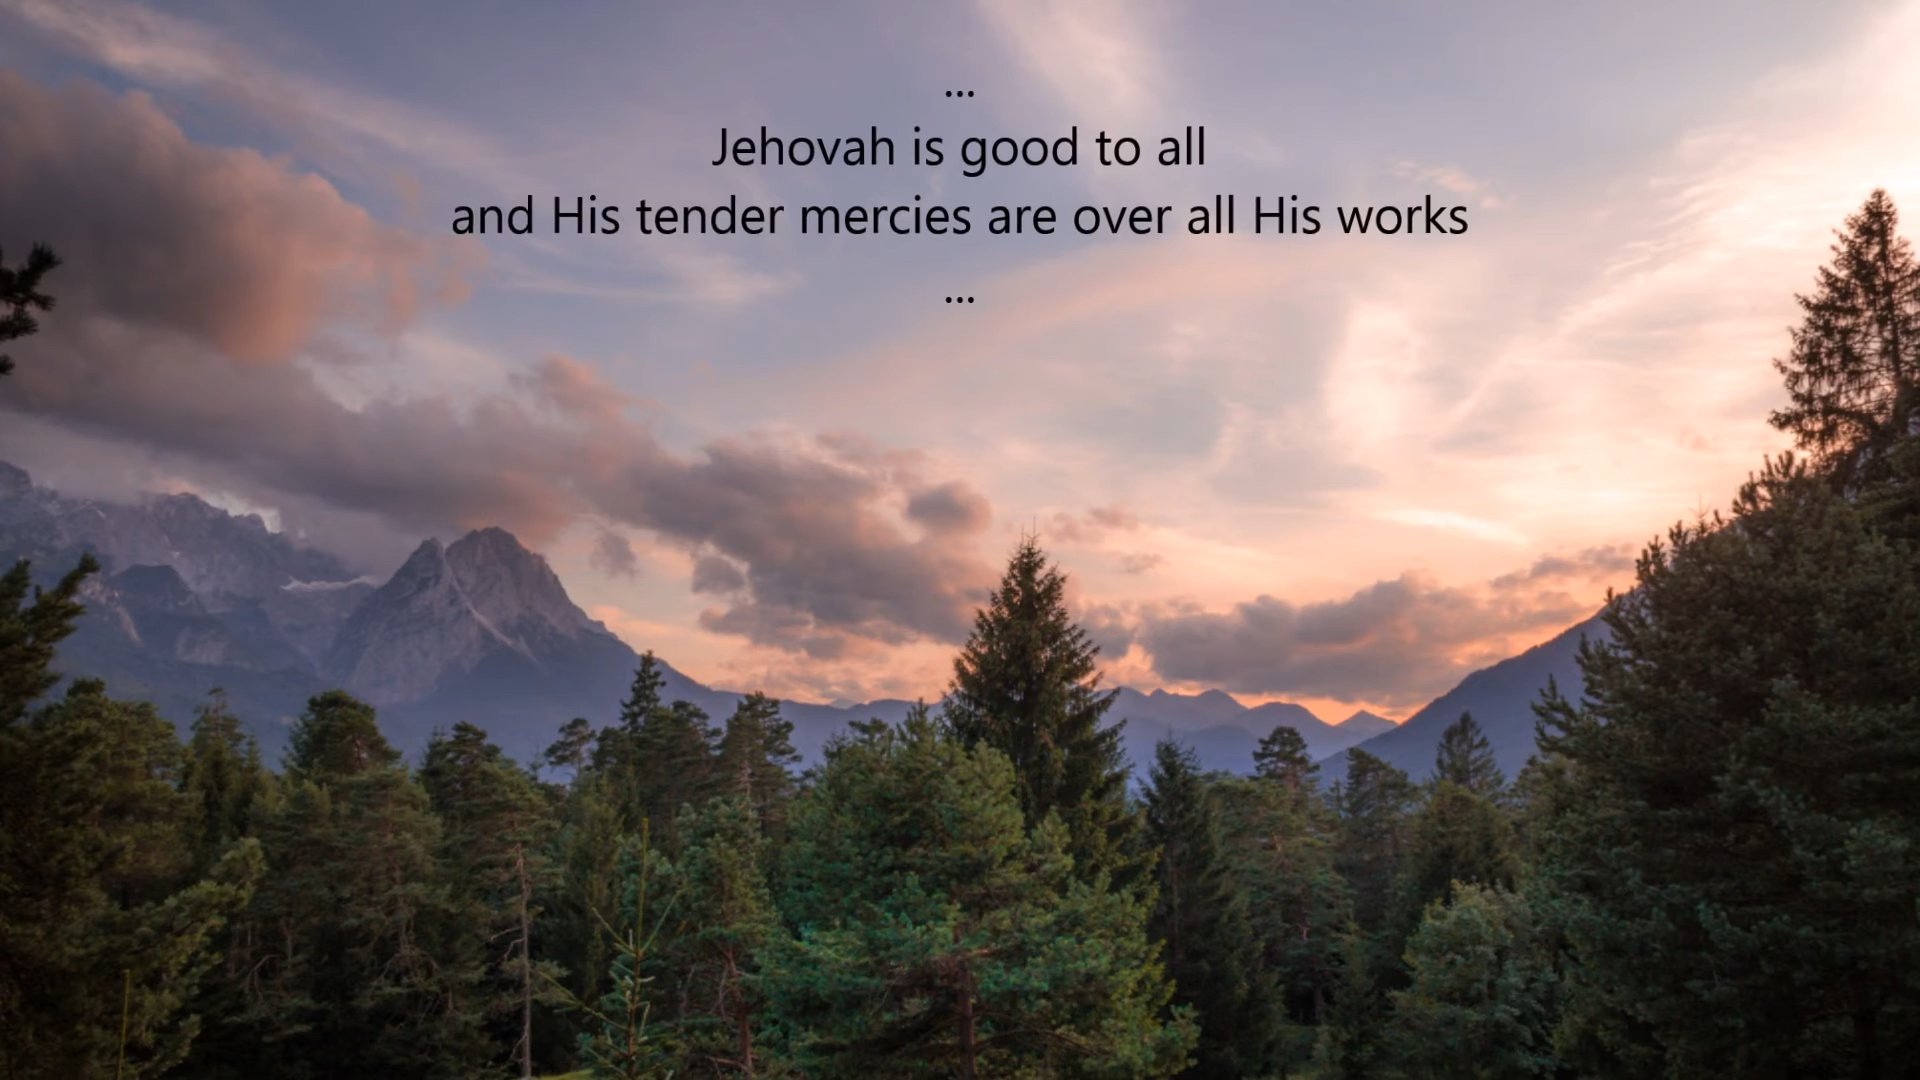 ...
Jehovah is good to all
and His tender mercies are over all His works
...